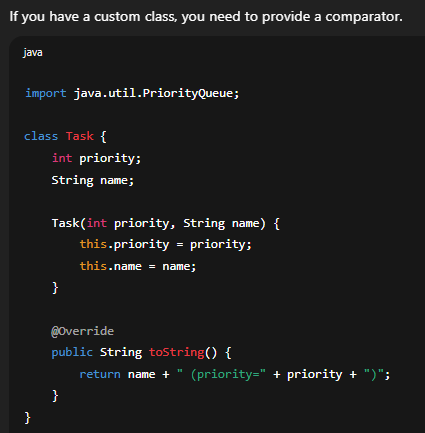 If you have a custom class, you need to provide a comparator.
java
import java.util.PriorityQueue;
class Task {
    int priority;
    String name;
    Task(int priority, String name) {
        this.priority = priority;
        this.name = name;
    }
    @Override
    public String toString() {
        return name + " (priority=" + priority + ")";
    }
}